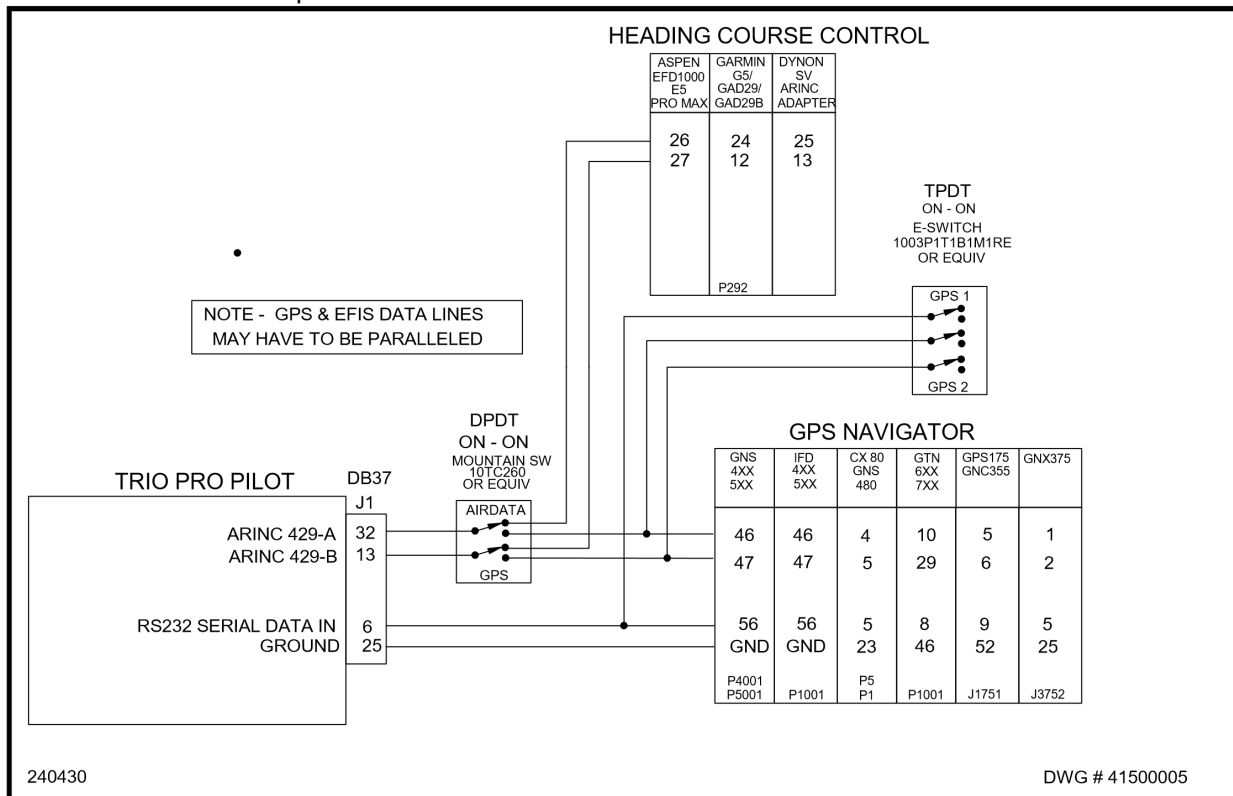 HEADING COURSE CONTROL
ASPEN EFD1000 E5 PRO MAX
GARMIN G5/ GAD29/ GAD29B
DYNON SV ARINC ADAPTER
26 24 25
27 12 13
P292
TPDT
ON - ON
E-SWITCH
1003P1T1B1M1RE
OR EQUIV
GPS 1
GPS 2
NOTE - GPS & EFIS DATA LINES
MAY HAVE TO BE PARALLELED
DPDT
ON - ON
MOUNTAIN SW
10TC260
OR EQUIV
AIRDATA
GPS
TRIO PRO PILOT
DB37
J1
ARINC 429-A 32
ARINC 429-B 13
RS232 SERIAL DATA IN 6
GROUND 25
GPS NAVIGATOR
GNS 4XX 5XX
IFD 4XX 5XX
CX 80 GNS 480
GTN 6XX 7XX
GPS175 GNC355
GNX375
46 46 4 10 5 1
47 47 5 29 6 2
56 56 5 8 9 5
GND GND 23 46 52 25
P4001 P5
P5001 P1001 P1 P1001 J1751 J3752
240430
DWG # 41500005